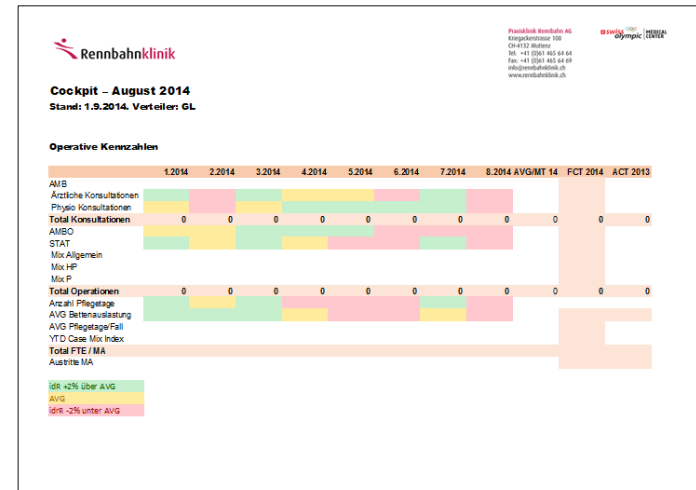 Praxisklinik Rennbahn AG
Kriegackerstrasse 100
CH-4132 Muttenz
Tel: +41 (0)61 465 64 64
Fax: +41 (0)61 465 64 69
info@rennbahnklinik.ch
www.rennbahnklinik.ch
swiss olympic MEDICAL CENTER
Rennbahnklinik
Cockpit – August 2014
Stand: 1.9.2014. Verteiler: GL
Operative Kennzahlen
1.2014 2.2014 3.2014 4.2014 5.2014 6.2014 7.2014 8.2014 AVG/MT 14 FCT 2014 ACT 2013
AMB
Ärztliche Konsultationen
Physio Konsultationen
Total Konsultationen 0 0 0 0 0 0 0 0 0 0 0
AMBO
STAT
Mix Allgemein
Mix HP
Mix P
Total Operationen 0 0 0 0 0 0 0 0 0 0 0
Anzahl Pflegetage
AVG Bettenauslastung
AVG Pflegetage/Fall
YTD Case Mix Index
Total FTE / MA
Austritte MA
idR +2% über AVG
AVG
idR -2% unter AVG